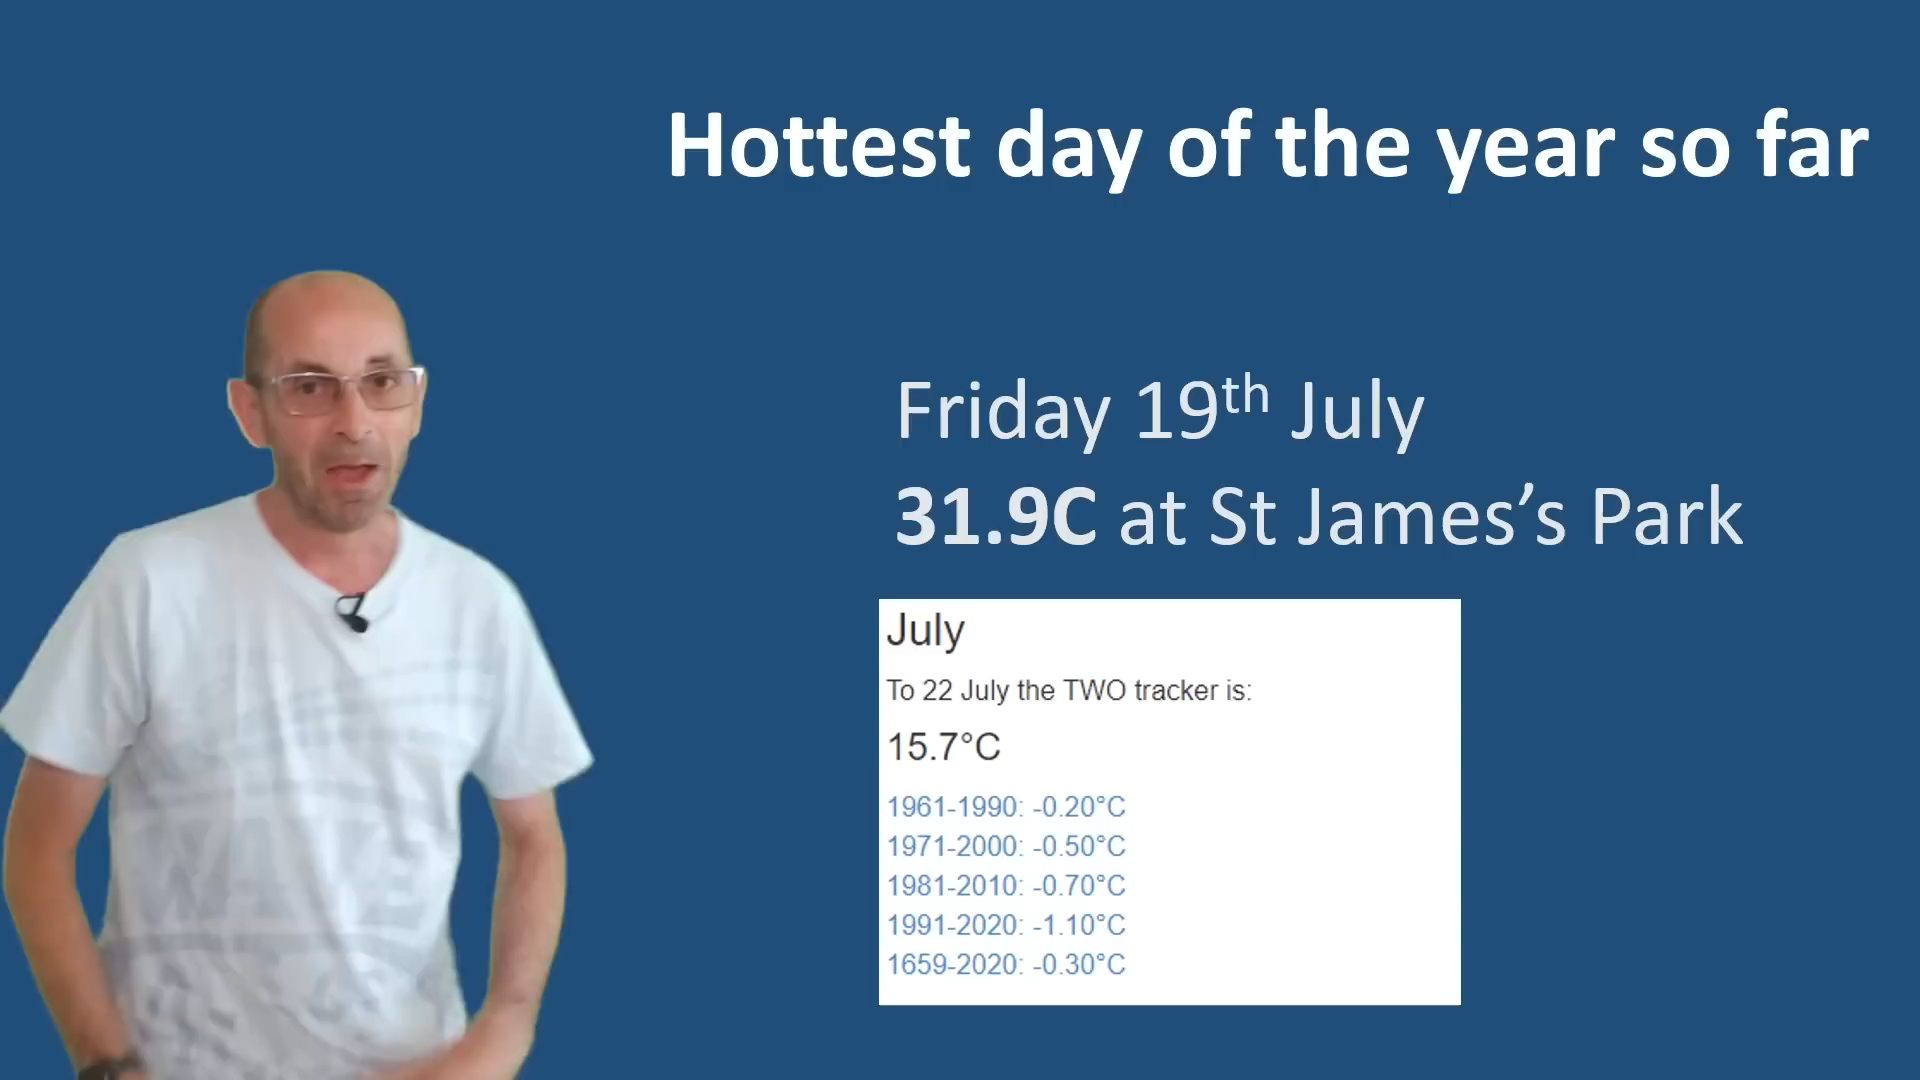 Hottest day of the year so far
Friday 19th July
31.9C at St James’s Park
July
To 22 July the TWO tracker is:
15.7°C
1961-1990: -0.20°C
1971-2000: -0.50°C
1981-2010: -0.70°C
1991-2020: -1.10°C
1659-2020: -0.30°C